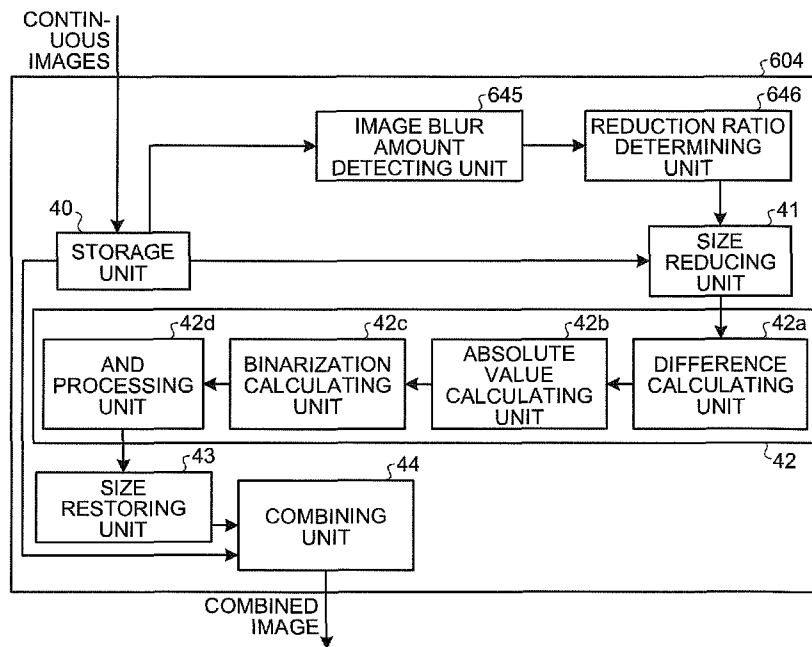 CONTIN-
UOUS
IMAGES
604
645
IMAGE BLUR
AMOUNT
DETECTING UNIT
646
REDUCTION RATIO
DETERMINING
UNIT
40
STORAGE
UNIT
41
SIZE
REDUCING
UNIT
42d
AND
PROCESSING
UNIT
42c
BINARIZATION
CALCULATING
UNIT
42b
ABSOLUTE
VALUE
CALCULATING
UNIT
42a
DIFFERENCE
CALCULATING
UNIT
42
43
SIZE
RESTORING
UNIT
44
COMBINING
UNIT
COMBINED
IMAGE